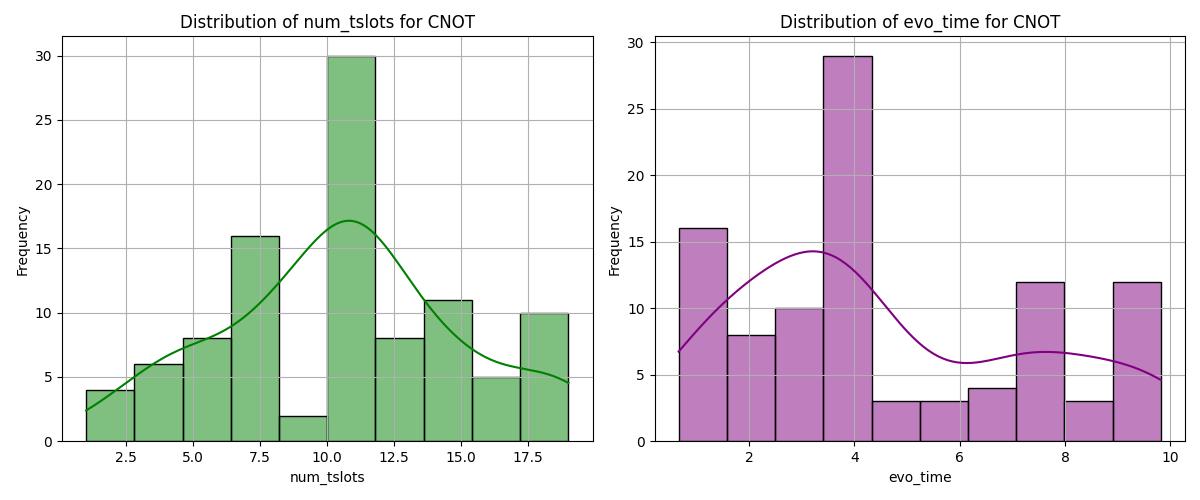 Distribution of num_tslots for CNOT
Frequency
30
25
20
15
10
5
0
2.5 5.0 7.5 10.0 12.5 15.0 17.5
num_tslots
Distribution of evo_time for CNOT
Frequency
30
25
20
15
10
5
0
2 4 6 8 10
evo_time